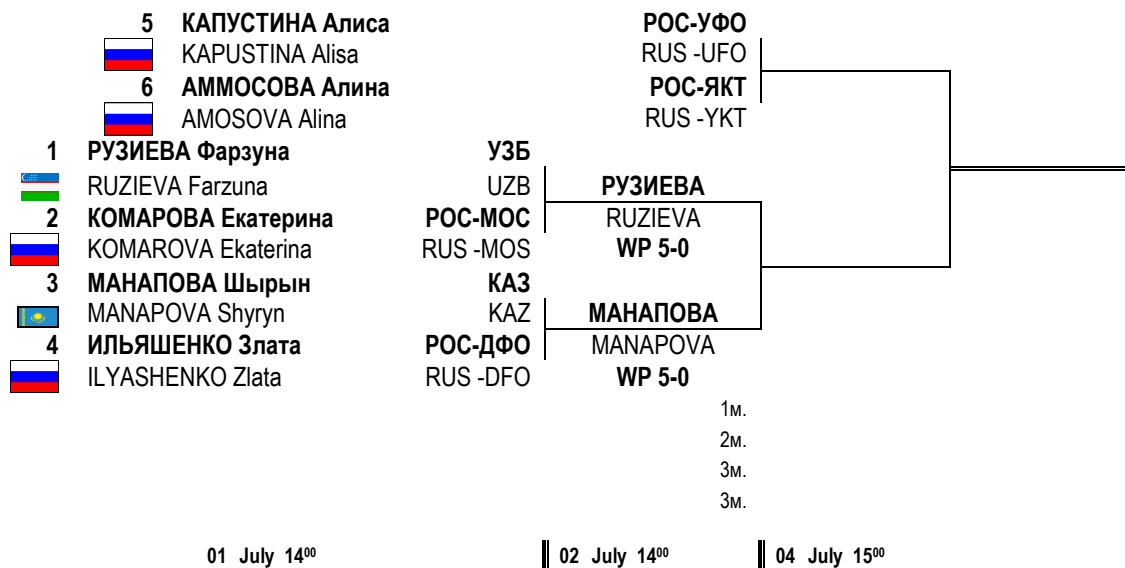 5 КАПУСТИНА Алиса РОС-УФО
KAPUSTINA Alisa RUS -UFO
6 АММОСОВА Алина РОС-ЯКТ
AMOSOVA Alina RUS -YKT
1 РУЗИЕВА Фарзуна УЗБ
RUZIEVA Farzuna UZB РУЗИЕВА
2 КОМАРОВА Екатерина РОС-МОС RUZIEVA
KOMAROVA Ekaterina RUS -MOS WP 5-0
3 МАНАПОВА Шырын КАЗ
MANAPOVA Shyryn KAZ МАНАПОВА
4 ИЛЬЯШЕНКО Злата РОС-ДФО MANAPOVA
ILYASHENKO Zlata RUS -DFO WP 5-0
1м.
2м.
3м.
3м.
01 July 14⁰⁰ 02 July 14⁰⁰ 04 July 15⁰⁰